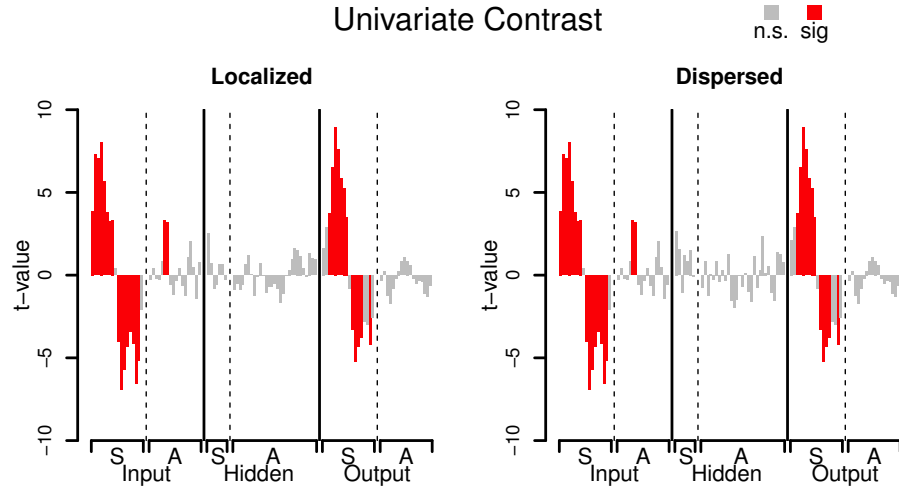 Univariate Contrast
n.s. sig
Localized
Dispersed
t−value
10
5
0
−5
−10
S A S A S A
Input Hidden Output
t−value
10
5
0
−5
−10
S A S A S A
Input Hidden Output